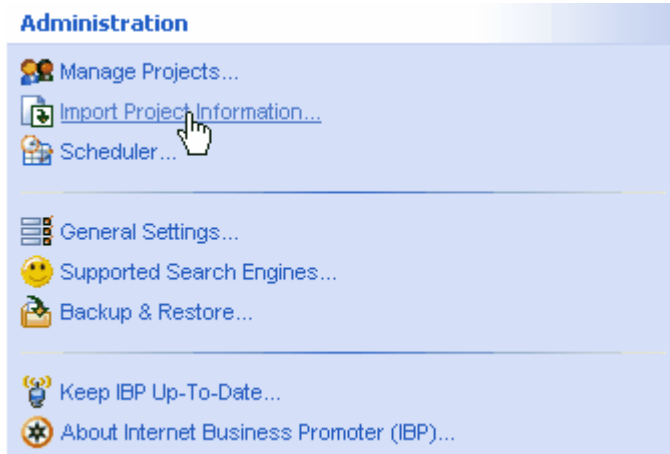 Administration
Manage Projects...
Import Project Information...
Scheduler...
General Settings...
Supported Search Engines...
Backup & Restore...
Keep IBP Up-To-Date...
About Internet Business Promoter (IBP)...